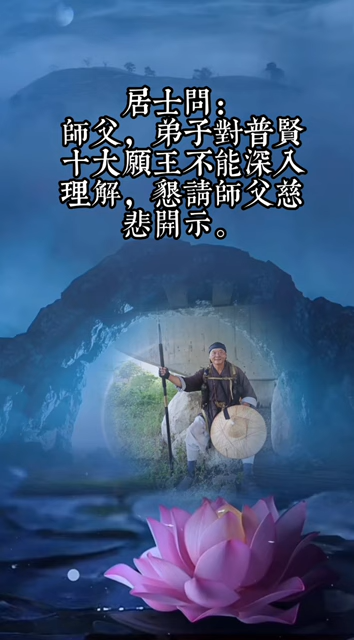 居士問：
師父，弟子對普賢
十大願王不能深入
理解，懇請師父慈
悲開示。